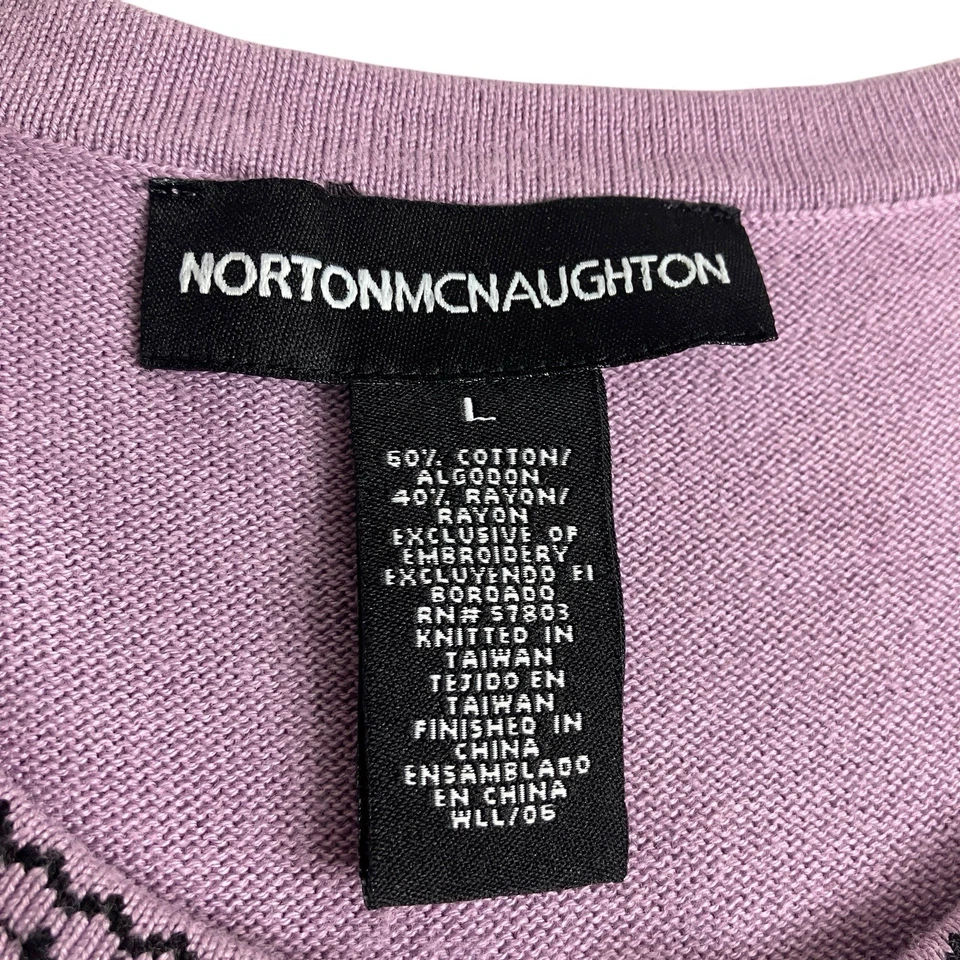 NORTONMCNAUGHTON
L
60% COTTON/
ALGODON
40% RAYON/
RAYON
EXCLUSIVE OF
EMBROIDERY
EXCLUYENDO El
BORDADO
RN# 57803
KNITTED IN
TAIWAN
TEJIDO EN
TAIWAN
FINISHED IN
CHINA
ENSAMBLADO
EN CHINA
WLL/06